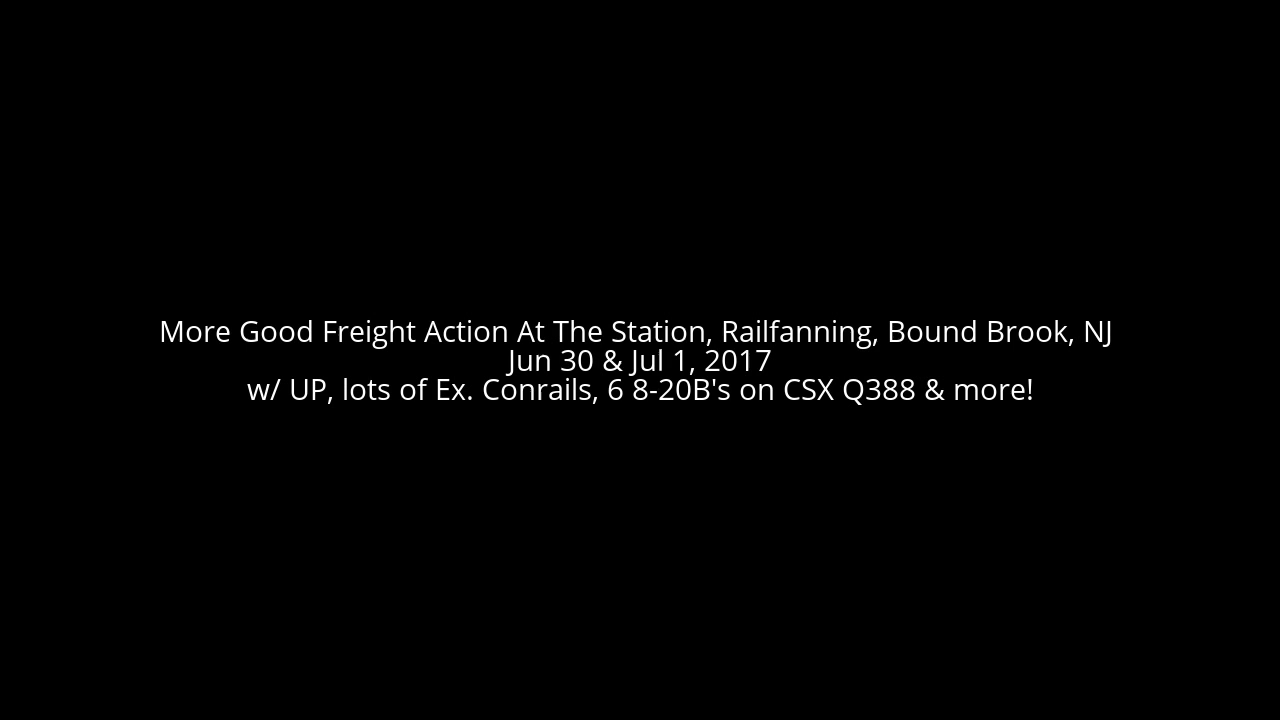 More Good Freight Action At The Station, Railfanning, Bound Brook, NJ
Jun 30 & Jul 1, 2017
w/ UP, lots of Ex. Conrails, 6 8-20B's on CSX Q388 & more!